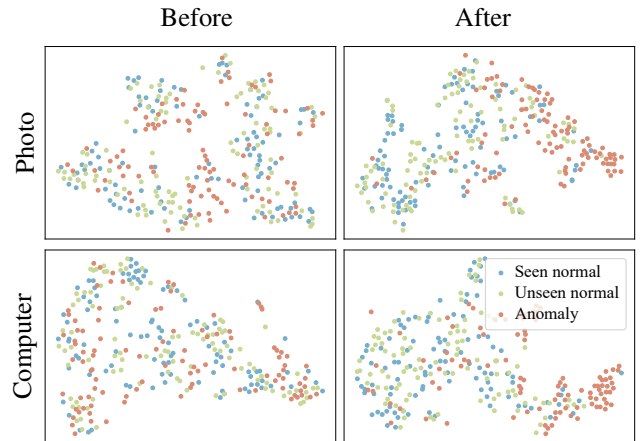 Before
After
Photo
Computer
Seen normal
Unseen normal
Anomaly